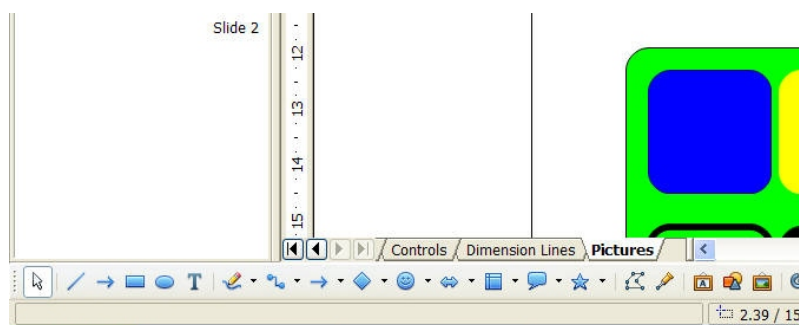 Slide 2
12
13
14
15
Controls Dimension Lines Pictures
T A
2.39 / 15